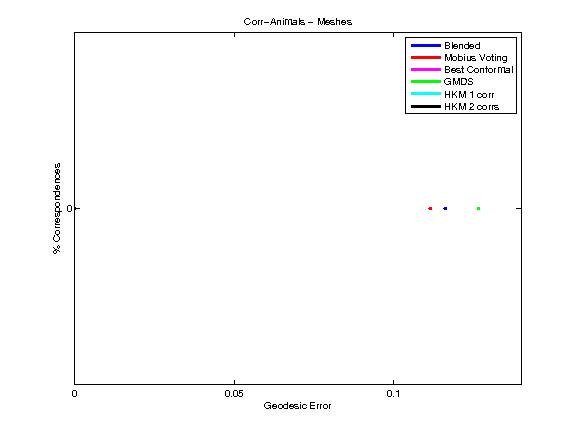 Corr-Animals - Meshes
Blended
Mobius Voting
Best Conformal
GMDS
HKM 1 corr
HKM 2 corrs
% Correspondences
0
0
0.05
0.1
Geodesic Error